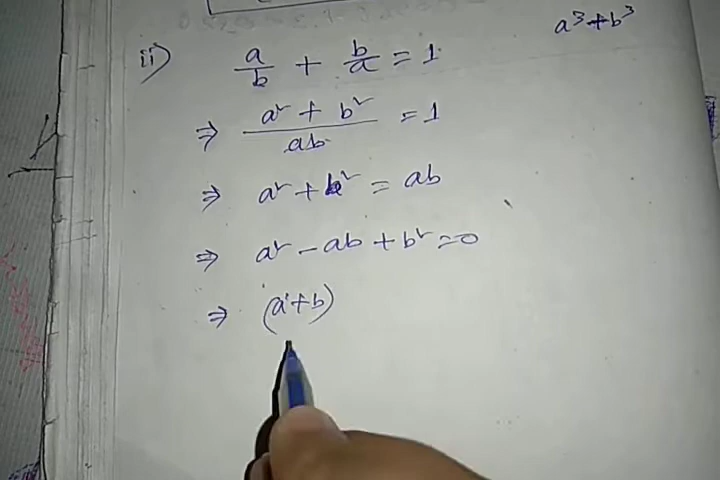 a³+b³
ii) a/b + b/a = 1
⇒ (a² + b²)/ab = 1
⇒ a² + b² = ab
⇒ a² - ab + b² = 0
⇒ (a+b)